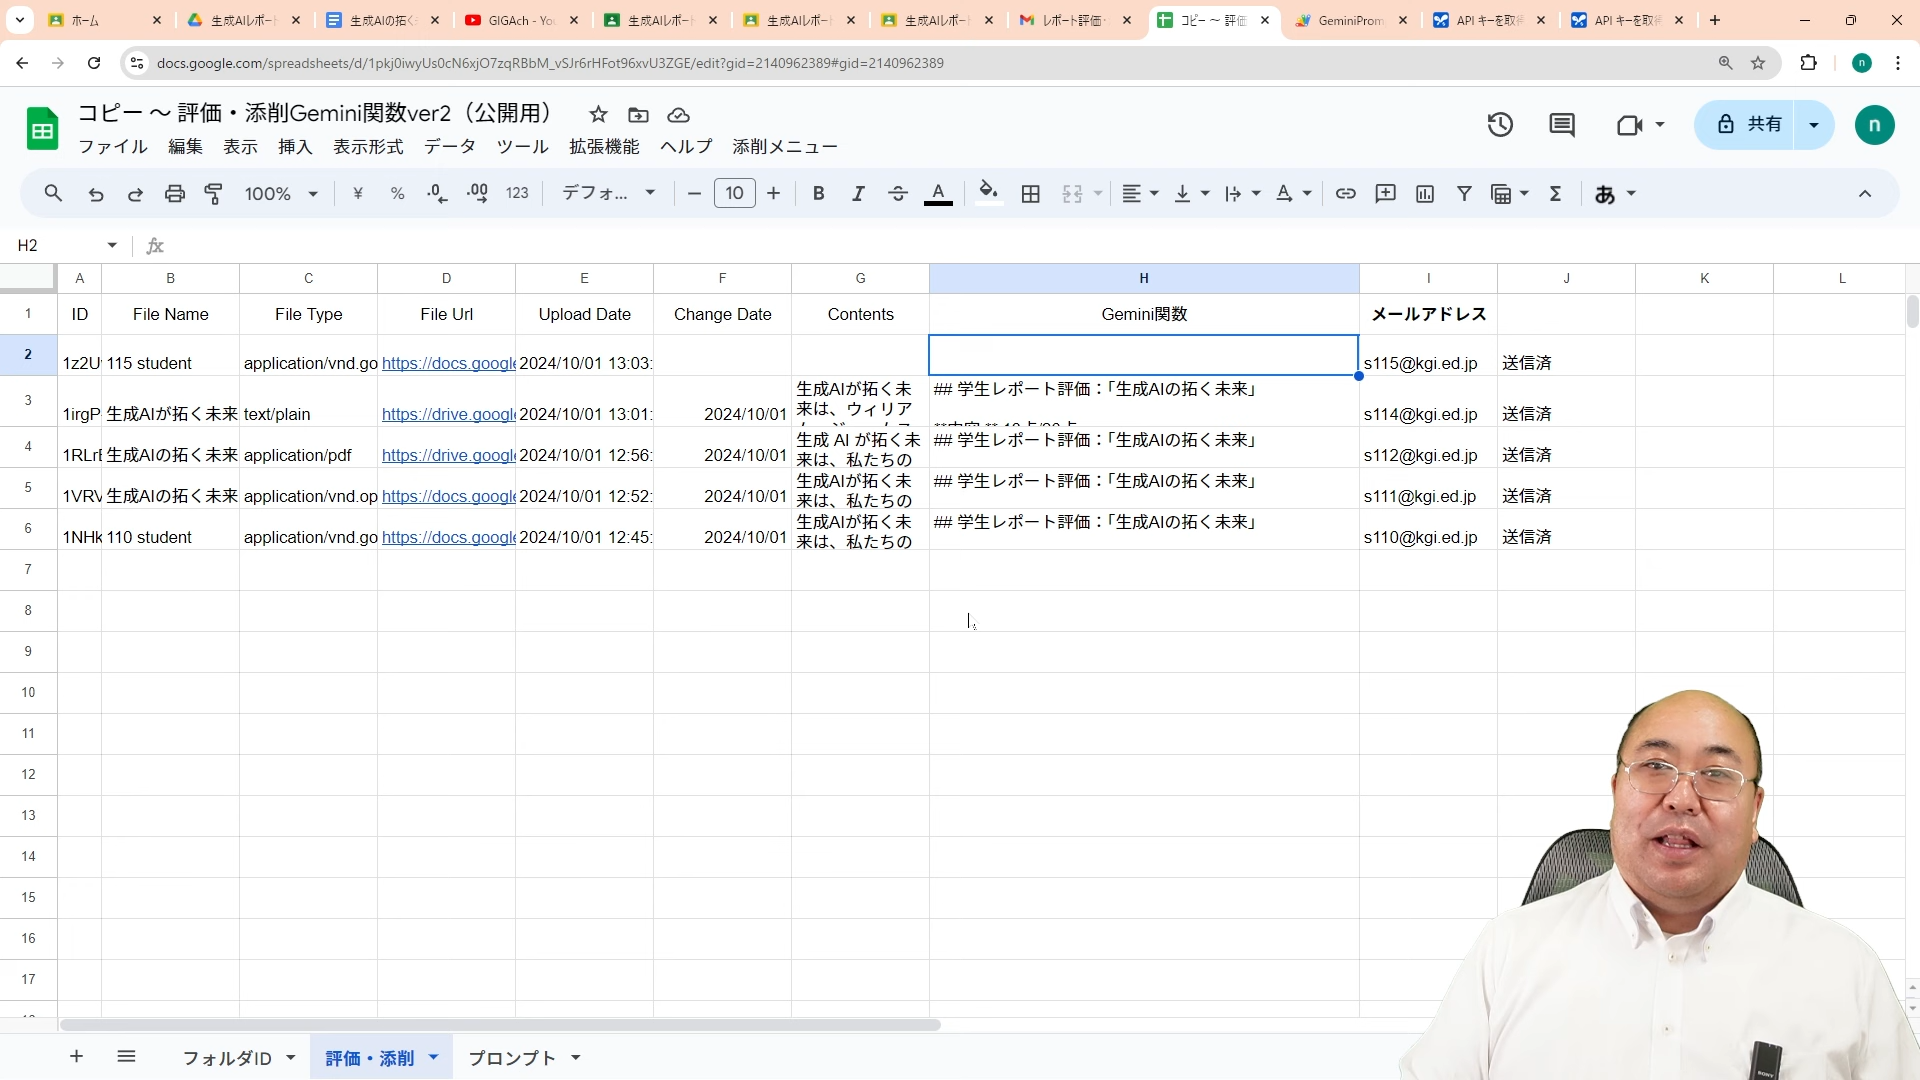 ホーム
生成AIレポート
生成AIの拓く
GIGAch - You
生成AIレポート
生成AIレポート
生成AIレポート
レポート評価
コピー ～ 評価
GeminiProm
API キーを取得
API キーを取得
docs.google.com/spreadsheets/d/1pkj0iwyUs0cN6xjO7zqRBbM_vSJr6rHFot96xvU3ZGE/edit?gid=2140962389#gid=2140962389
n
コピー ～ 評価・添削Gemini関数ver2（公開用）
共有
n
ファイル 編集 表示 挿入 表示形式 データ ツール 拡張機能 ヘルプ 添削メニュー
100% ¥ % .0 .00 123 デフォ... 10 B I A Σ あ
H2 fx
A B C D E F G H I J K L
1 ID File Name File Type File Url Upload Date Change Date Contents Gemini関数 メールアドレス
2 1z2U 115 student application/vnd.go https://docs.google 2024/10/01 13:03: s115@kgi.ed.jp 送信済
3 1irgP 生成AIが拓く未来 text/plain https://drive.googl 2024/10/01 13:01: 2024/10/01 生成AIが拓く未 ## 学生レポート評価：「生成AIの拓く未来」 s114@kgi.ed.jp 送信済
来は、ウィリア
4 1RLrE 生成AIの拓く未来 application/pdf https://drive.googl 2024/10/01 12:56: 2024/10/01 生成 AI が拓く未 ## 学生レポート評価：「生成AIの拓く未来」 s112@kgi.ed.jp 送信済
来は、私たちの
5 1VRV 生成AIの拓く未来 application/vnd.op https://docs.google 2024/10/01 12:52: 2024/10/01 生成AIが拓く未 ## 学生レポート評価：「生成AIの拓く未来」 s111@kgi.ed.jp 送信済
来は、私たちの
6 1NHk 110 student application/vnd.go https://docs.google 2024/10/01 12:45: 2024/10/01 生成AIが拓く未 ## 学生レポート評価：「生成AIの拓く未来」 s110@kgi.ed.jp 送信済
来は、私たちの
7
8
9
10
11
12
13
14
15
16
17
フォルダID 評価・添削 プロンプト
SONY